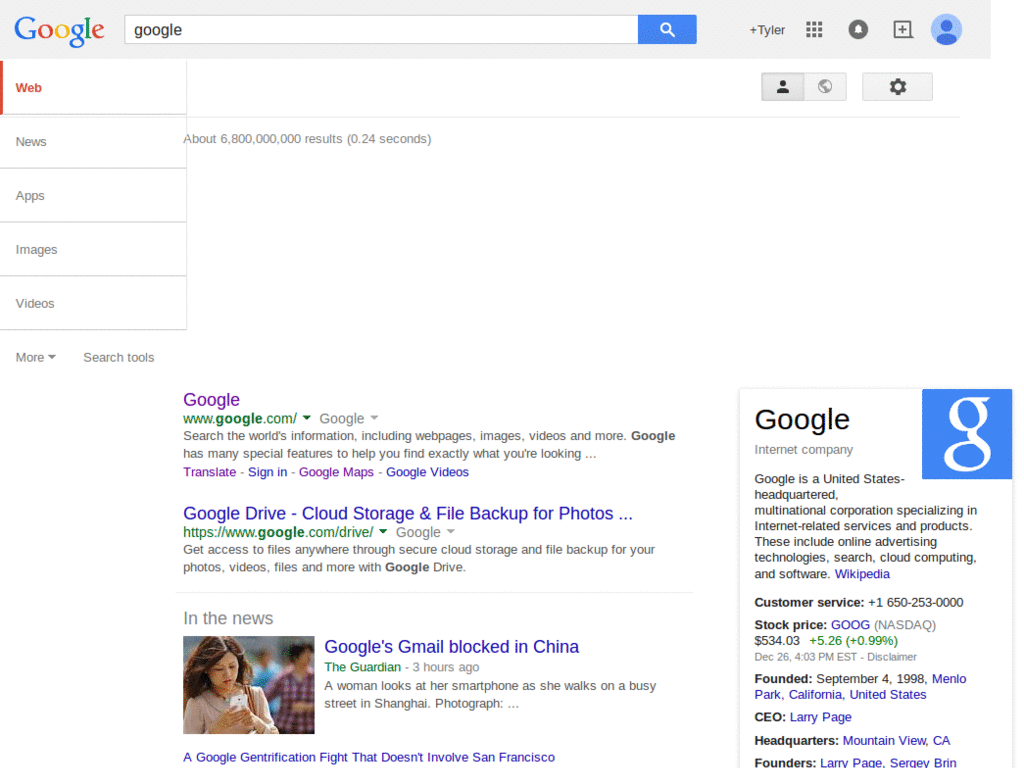 Google
google
+Tyler
Web
News
Apps
Images
Videos
More
Search tools
About 6,800,000,000 results (0.24 seconds)
Google
www.google.com/ Google
Search the world's information, including webpages, images, videos and more. Google
has many special features to help you find exactly what you're looking ...
Translate - Sign in - Google Maps - Google Videos
Google Drive - Cloud Storage & File Backup for Photos ...
https://www.google.com/drive/ Google
Get access to files anywhere through secure cloud storage and file backup for your
photos, videos, files and more with Google Drive.
In the news
Google's Gmail blocked in China
The Guardian - 3 hours ago
A woman looks at her smartphone as she walks on a busy
street in Shanghai. Photograph: ...
A Google Gentrification Fight That Doesn't Involve San Francisco
Google
g
Internet company
Google is a United States-
headquartered,
multinational corporation specializing in
Internet-related services and products.
These include online advertising
technologies, search, cloud computing,
and software. Wikipedia
Customer service: +1 650-253-0000
Stock price: GOOG (NASDAQ)
$534.03 +5.26 (+0.99%)
Dec 26, 4:03 PM EST - Disclaimer
Founded: September 4, 1998, Menlo
Park, California, United States
CEO: Larry Page
Headquarters: Mountain View, CA
Founders: Larry Page, Sergey Brin